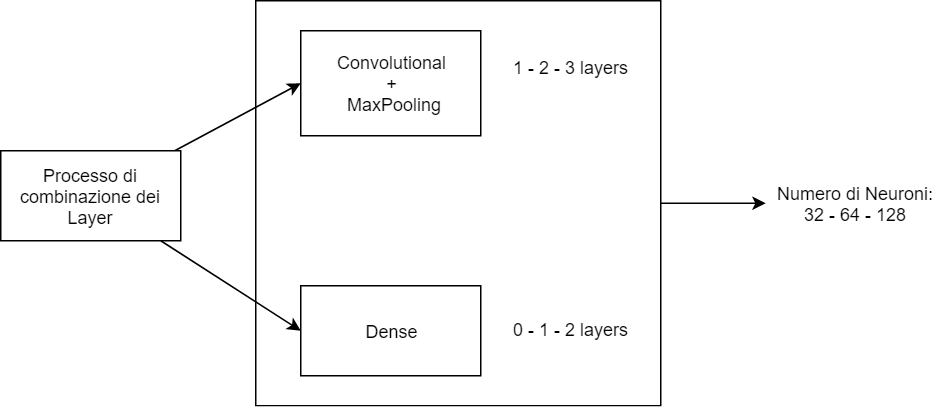 Convolutional
+
MaxPooling
1 - 2 - 3 layers
Processo di
combinazione dei
Layer
Numero di Neuroni:
32 - 64 - 128
Dense
0 - 1 - 2 layers